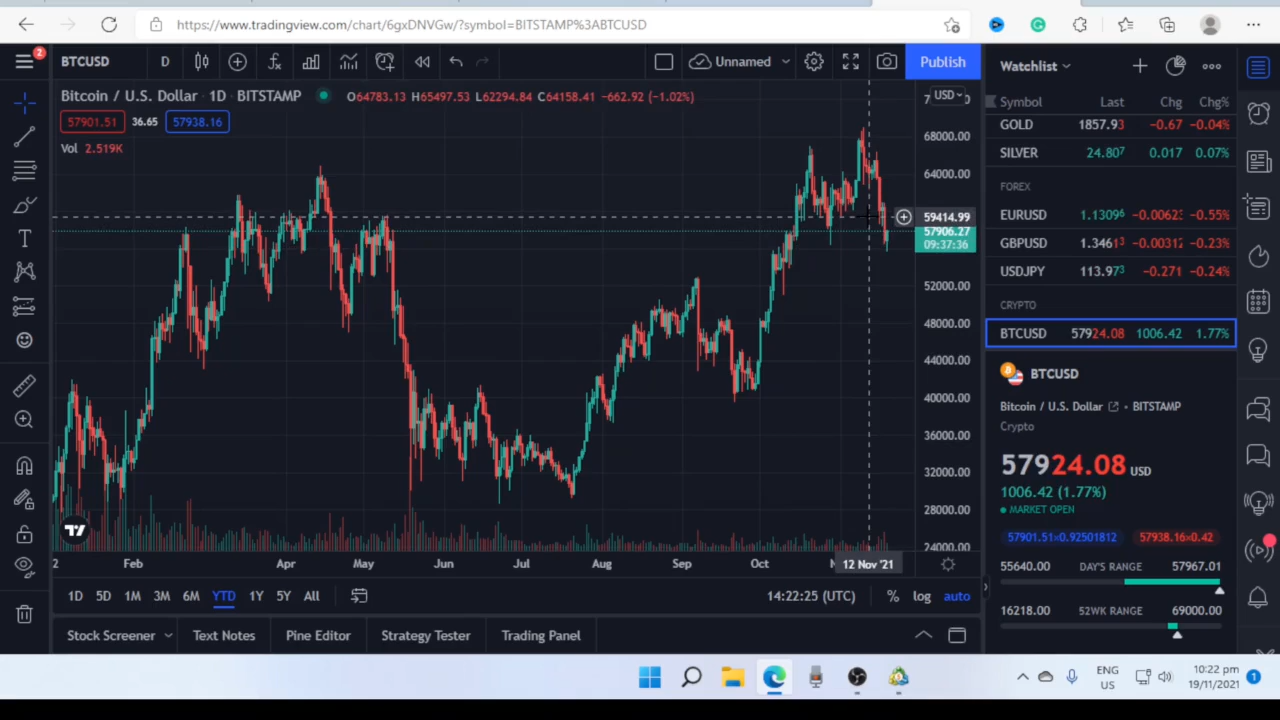 https://www.tradingview.com/chart/6gxDNVGw/?symbol=BITSTAMP%3ABTCUSD
BTCUSD D Unnamed Publish
2
Bitcoin / U.S. Dollar · 1D · BITSTAMP O64783.13 H65497.53 L62294.84 C64158.41 -662.92 (-1.02%)
57901.51 36.65 57938.16
Vol 2.519K
USD
68000.00
64000.00
59414.99
57906.27
09:37:36
52000.00
48000.00
44000.00
40000.00
36000.00
32000.00
28000.00
24000.00
2 Feb Apr May Jun Jul Aug Sep Oct 12 Nov '21
1D 5D 1M 3M 6M YTD 1Y 5Y All 14:22:25 (UTC) % log auto
Stock Screener Text Notes Pine Editor Strategy Tester Trading Panel
Watchlist
Symbol Last Chg Chg%
GOLD 1857.93 -0.67 -0.04%
SILVER 24.807 0.017 0.07%
FOREX
EURUSD 1.13096 -0.00623 -0.55%
GBPUSD 1.34613 -0.00312 -0.23%
USDJPY 113.973 -0.271 -0.24%
CRYPTO
BTCUSD 57924.08 1006.42 1.77%
BTCUSD
Bitcoin / U.S. Dollar • BITSTAMP
Crypto
57924.08 USD
1006.42 (1.77%)
MARKET OPEN
57901.51×0.92501812 57938.16×0.42
55640.00 DAY'S RANGE 57967.01
16218.00 52WK RANGE 69000.00
ENG
US
10:22 pm
19/11/2021
1